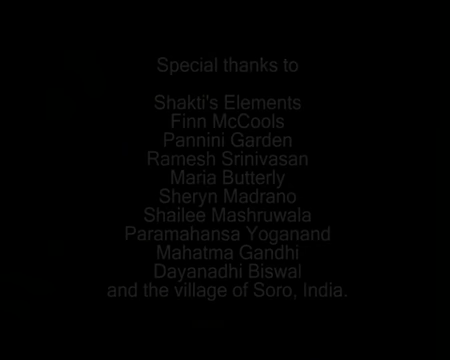 Special thanks to
Shakti's Elements
Finn McCools
Pannini Garden
Ramesh Srinivasan
Maria Butterly
Sheryn Madrano
Shailee Mashruwala
Paramahansa Yoganand
Mahatma Gandhi
Dayanadhi Biswal
and the village of Soro, India.